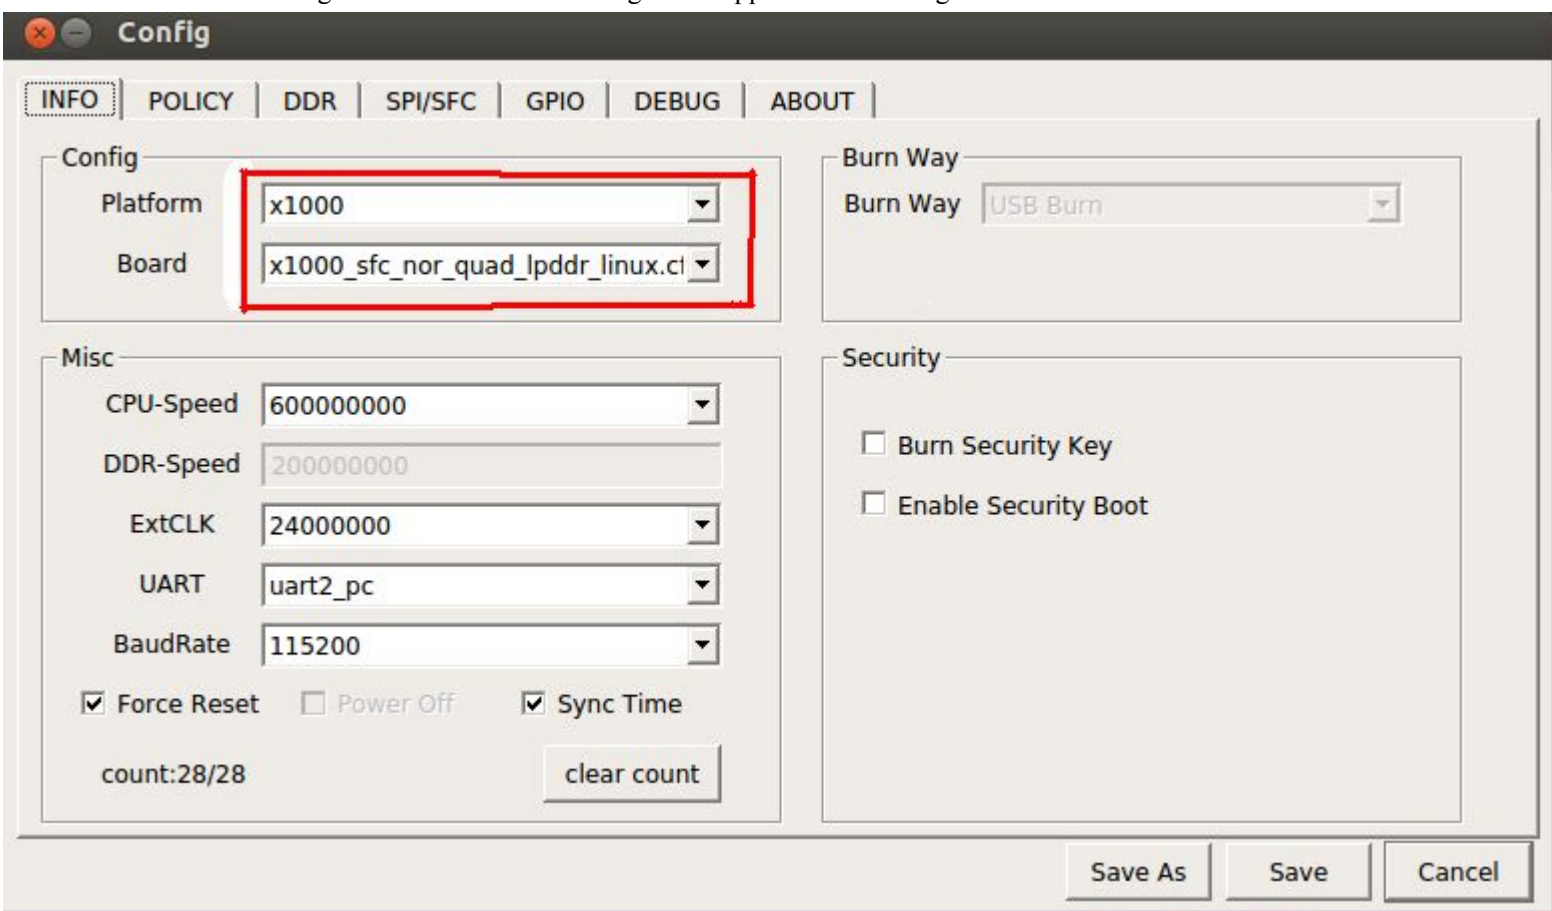 Config
INFO POLICY DDR SPI/SFC GPIO DEBUG ABOUT
Config
Platform x1000
Board x1000_sfc_nor_quad_lpddr_linux.cf
Burn Way
Burn Way USB Burn
Misc
CPU-Speed 600000000
DDR-Speed 200000000
ExtCLK 24000000
UART uart2_pc
BaudRate 115200
Force Reset Power Off Sync Time
count:28/28 clear count
Security
Burn Security Key
Enable Security Boot
Save As Save Cancel